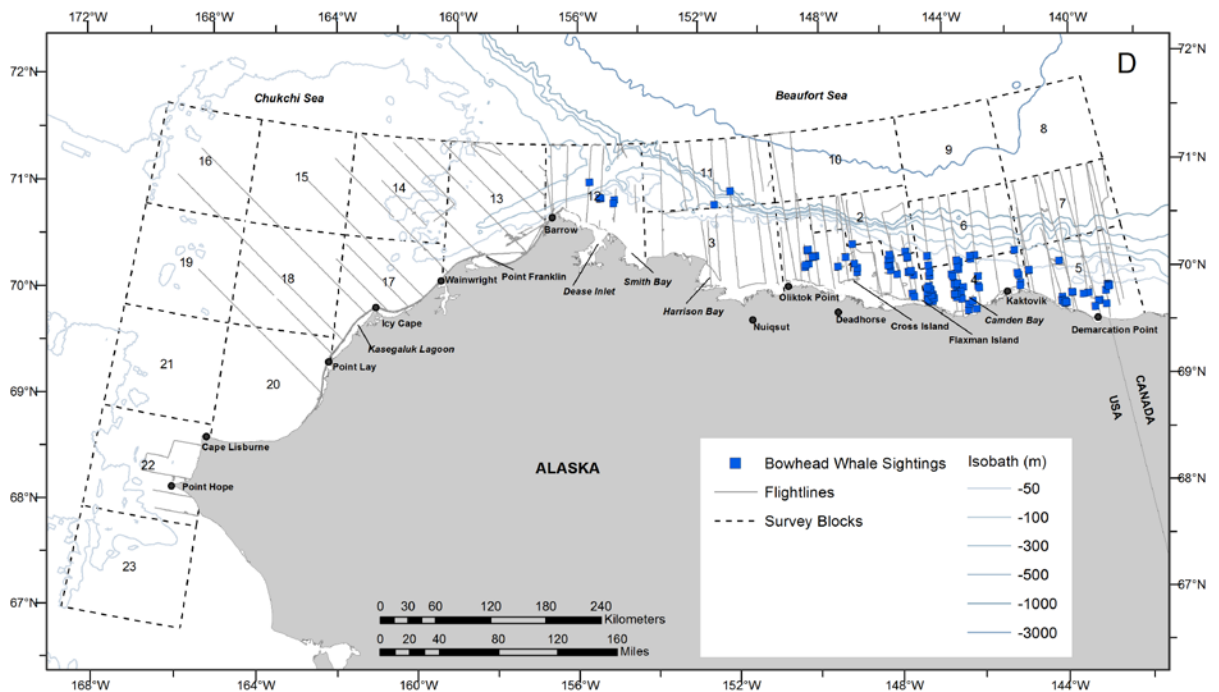 172°W 168°W 164°W 160°W 156°W 152°W 148°W 144°W 140°W
D
72°N
72°N
Chukchi Sea
Beaufort Sea
8
9
10
16
15
14
13
12
11
71°N
71°N
7
2
6
3
1
4
5
Barrow
19
18
17
Point Franklin
Wainwright
Dease Inlet
Smith Bay
70°N
70°N
Harrison Bay
Oliktok Point
Kaktovik
Icy Cape
Nuiqsut
Deadhorse
Cross Island
Camden Bay
Demarcation Point
Flaxman Island
Kasegaluk Lagoon
21
20
Point Lay
69°N
69°N
CANADA
USA
Cape Lisburne
22
Point Hope
ALASKA
68°N
68°N
23
67°N
67°N
Bowhead Whale Sightings
Flightlines
Survey Blocks
Isobath (m)
-50
-100
-300
-500
-1000
-3000
0 30 60 120 180 240
Kilometers
0 20 40 80 120 160
Miles
168°W 164°W 160°W 156°W 152°W 148°W 144°W 140°W